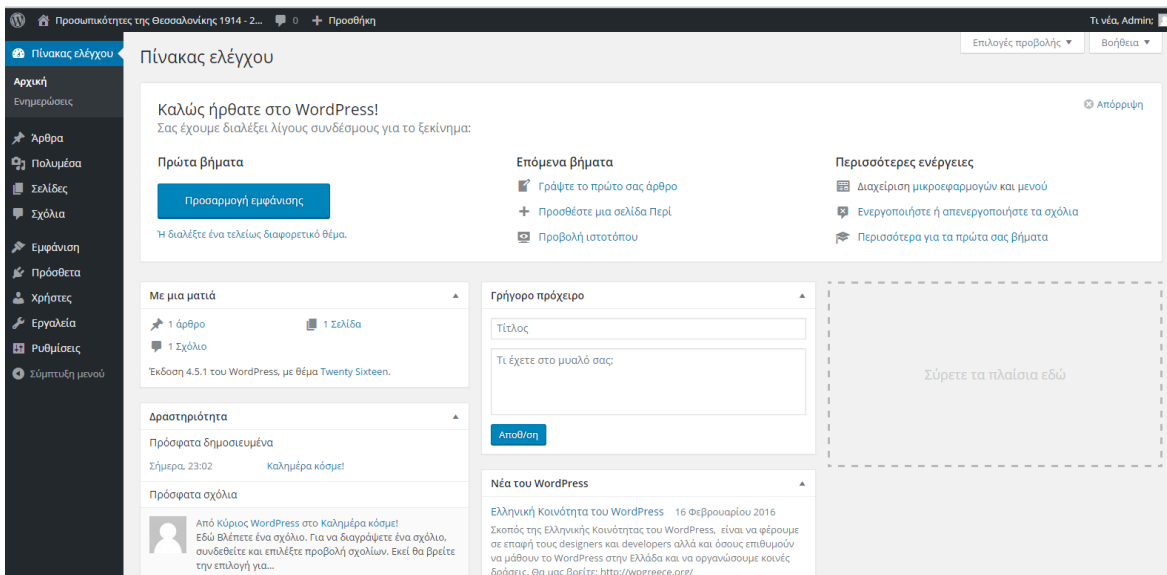 Προσωπικότητες της Θεσσαλονίκης 1914 - 2... 0 + Προσθήκη
Τι νέα, Admin;
Πίνακας ελέγχου
Αρχική
Ενημερώσεις
Άρθρα
Πολυμέσα
Σελίδες
Σχόλια
Εμφάνιση
Πρόσθετα
Χρήστες
Εργαλεία
Ρυθμίσεις
Σύμπτυξη μενού
Επιλογές προβολής ▼
Βοήθεια ▼
Πίνακας ελέγχου
Καλώς ήρθατε στο WordPress!
Απόρριψη
Σας έχουμε διαλέξει λίγους συνδέσμους για το ξεκίνημα:
Πρώτα βήματα
Προσαρμογή εμφάνισης
Ή διαλέξτε ένα τελείως διαφορετικό θέμα.
Επόμενα βήματα
Γράψτε το πρώτο σας άρθρο
Προσθέστε μια σελίδα Περί
Προβολή ιστοτόπου
Περισσότερες ενέργειες
Διαχείριση μικροεφαρμογών και μενού
Ενεργοποιήστε ή απενεργοποιήστε τα σχόλια
Περισσότερα για τα πρώτα σας βήματα
Με μια ματιά
1 άρθρο
1 Σελίδα
1 Σχόλιο
Έκδοση 4.5.1 του WordPress, με θέμα Twenty Sixteen.
Δραστηριότητα
Πρόσφατα δημοσιευμένα
Σήμερα, 23:02 Καλημέρα κόσμε!
Πρόσφατα σχόλια
Από Κύριος WordPress στο Καλημέρα κόσμε!
Εδώ Βλέπετε ένα σχόλιο. Για να διαγράψετε ένα σχόλιο,
συνδεθείτε και επιλέξτε προβολή σχολίων. Εκεί θα βρείτε
την επιλογή για...
Γρήγορο πρόχειρο
Τίτλος
Τι έχετε στο μυαλό σας;
Αποθ/ση
Νέα του WordPress
Ελληνική Κοινότητα του WordPress 16 Φεβρουαρίου 2016
Σκοπός της Ελληνικής Κοινότητας του WordPress, είναι να φέρουμε
σε επαφή τους designers και developers αλλά και όσους επιθυμούν
να μάθουν το WordPress στην Ελλάδα και να οργανώσουμε κοινές
δράσεις. Θα μας βρείτε: http://wpgreece.org/
Σύρετε τα πλαίσια εδώ